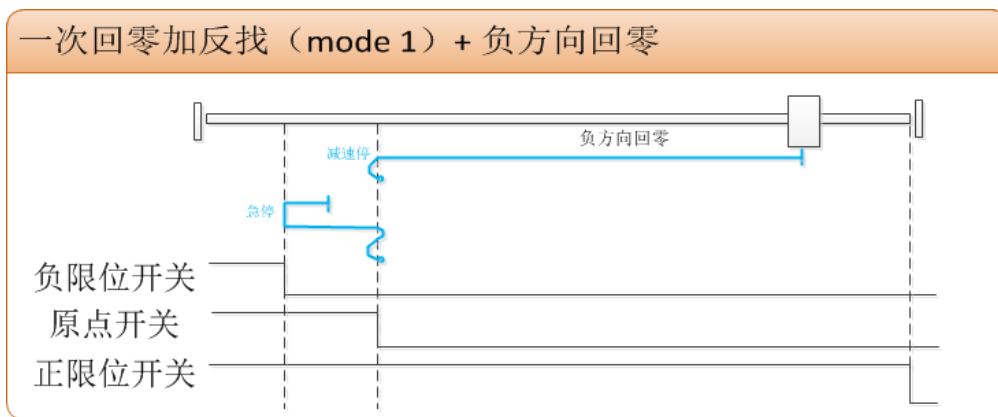 一次回零加反找（mode 1）+ 负方向回零
负方向回零
减速停
急停
负限位开关
原点开关
正限位开关